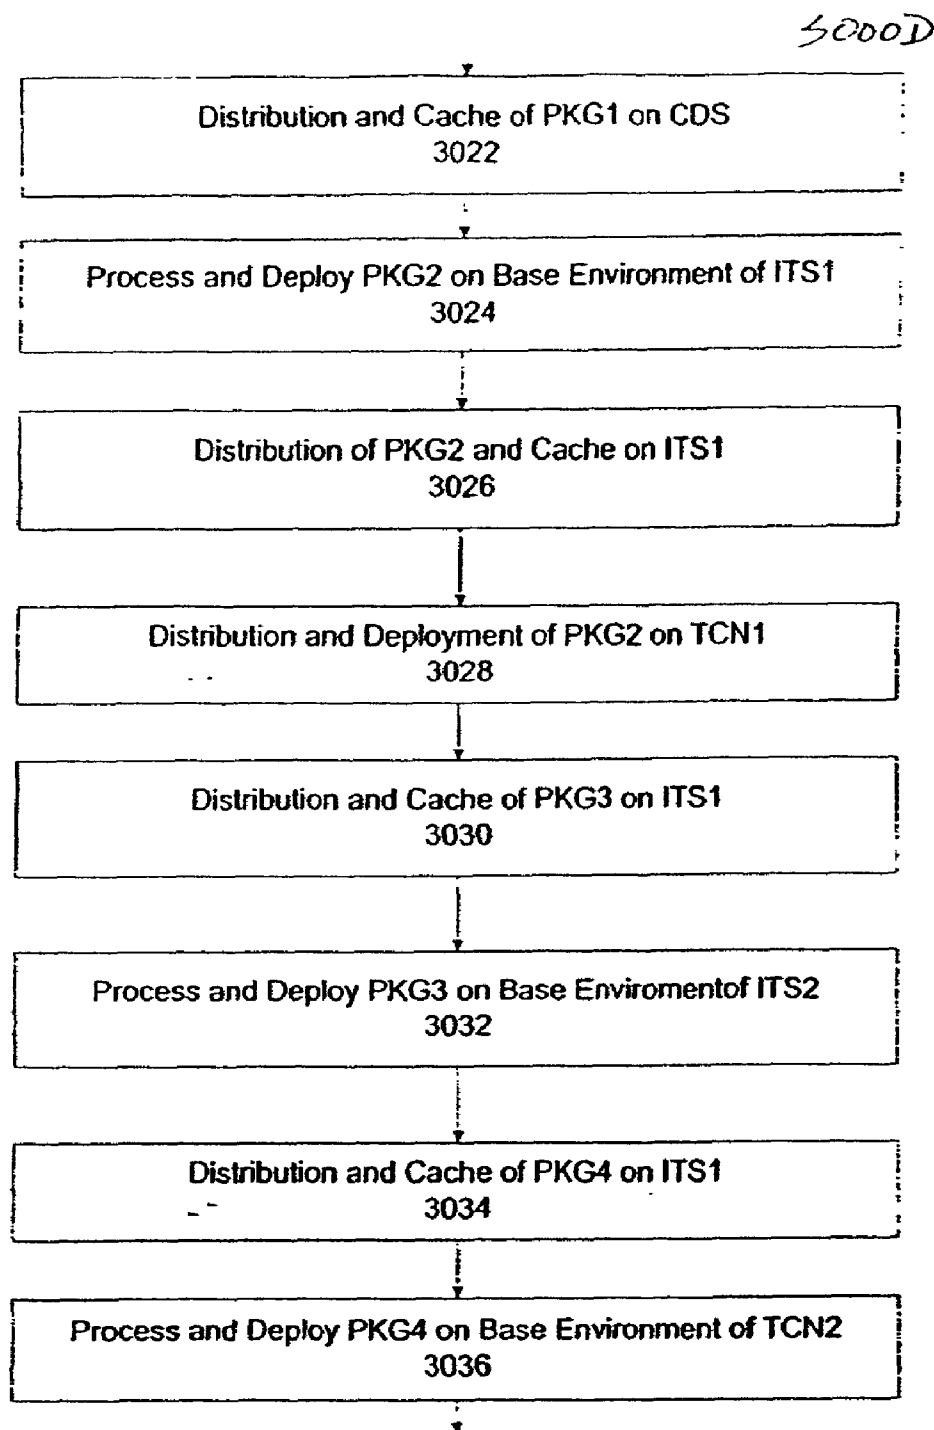 3000D
Distribution and Cache of PKG1 on CDS
3022
Process and Deploy PKG2 on Base Environment of ITS1
3024
Distribution of PKG2 and Cache on ITS1
3026
Distribution and Deployment of PKG2 on TCN1
3028
Distribution and Cache of PKG3 on ITS1
3030
Process and Deploy PKG3 on Base Enviromentof ITS2
3032
Distribution and Cache of PKG4 on ITS1
3034
Process and Deploy PKG4 on Base Environment of TCN2
3036